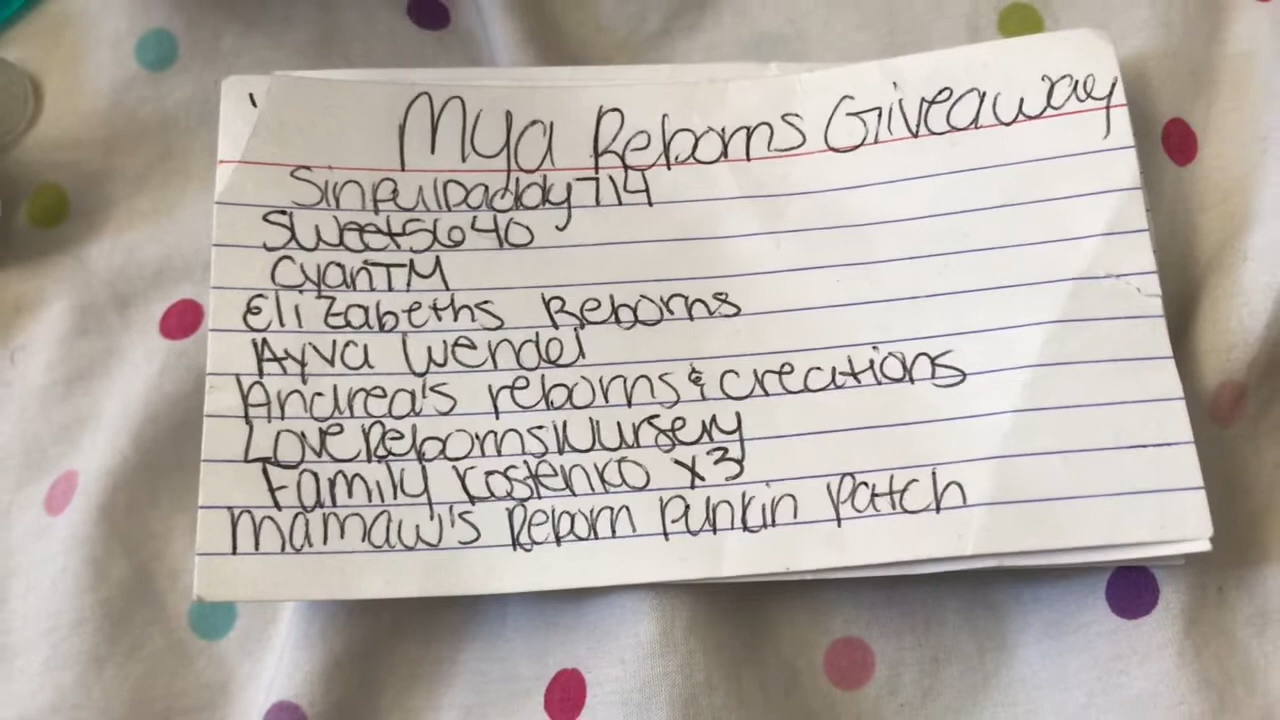 Mya Reborns Giveaway
Sinfulpaddy714
Sweet5640
CyanTM
Elizabeths Reborns
Ayva Wendel
Andrea's reborns & creations
LoveRebornsNursery
Family Kostenko x3
Mamaw's Reborn Punkin Patch